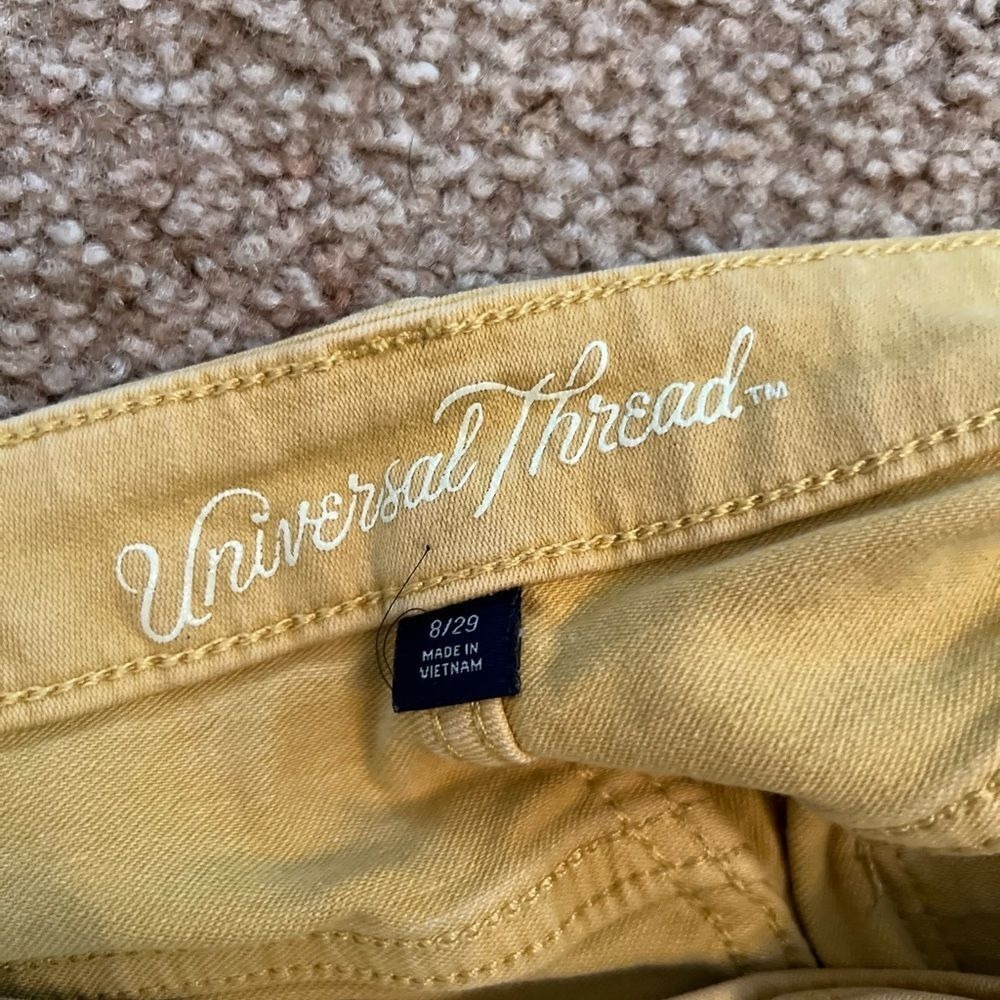 Universal Thread™
8/29
MADE IN
VIETNAM